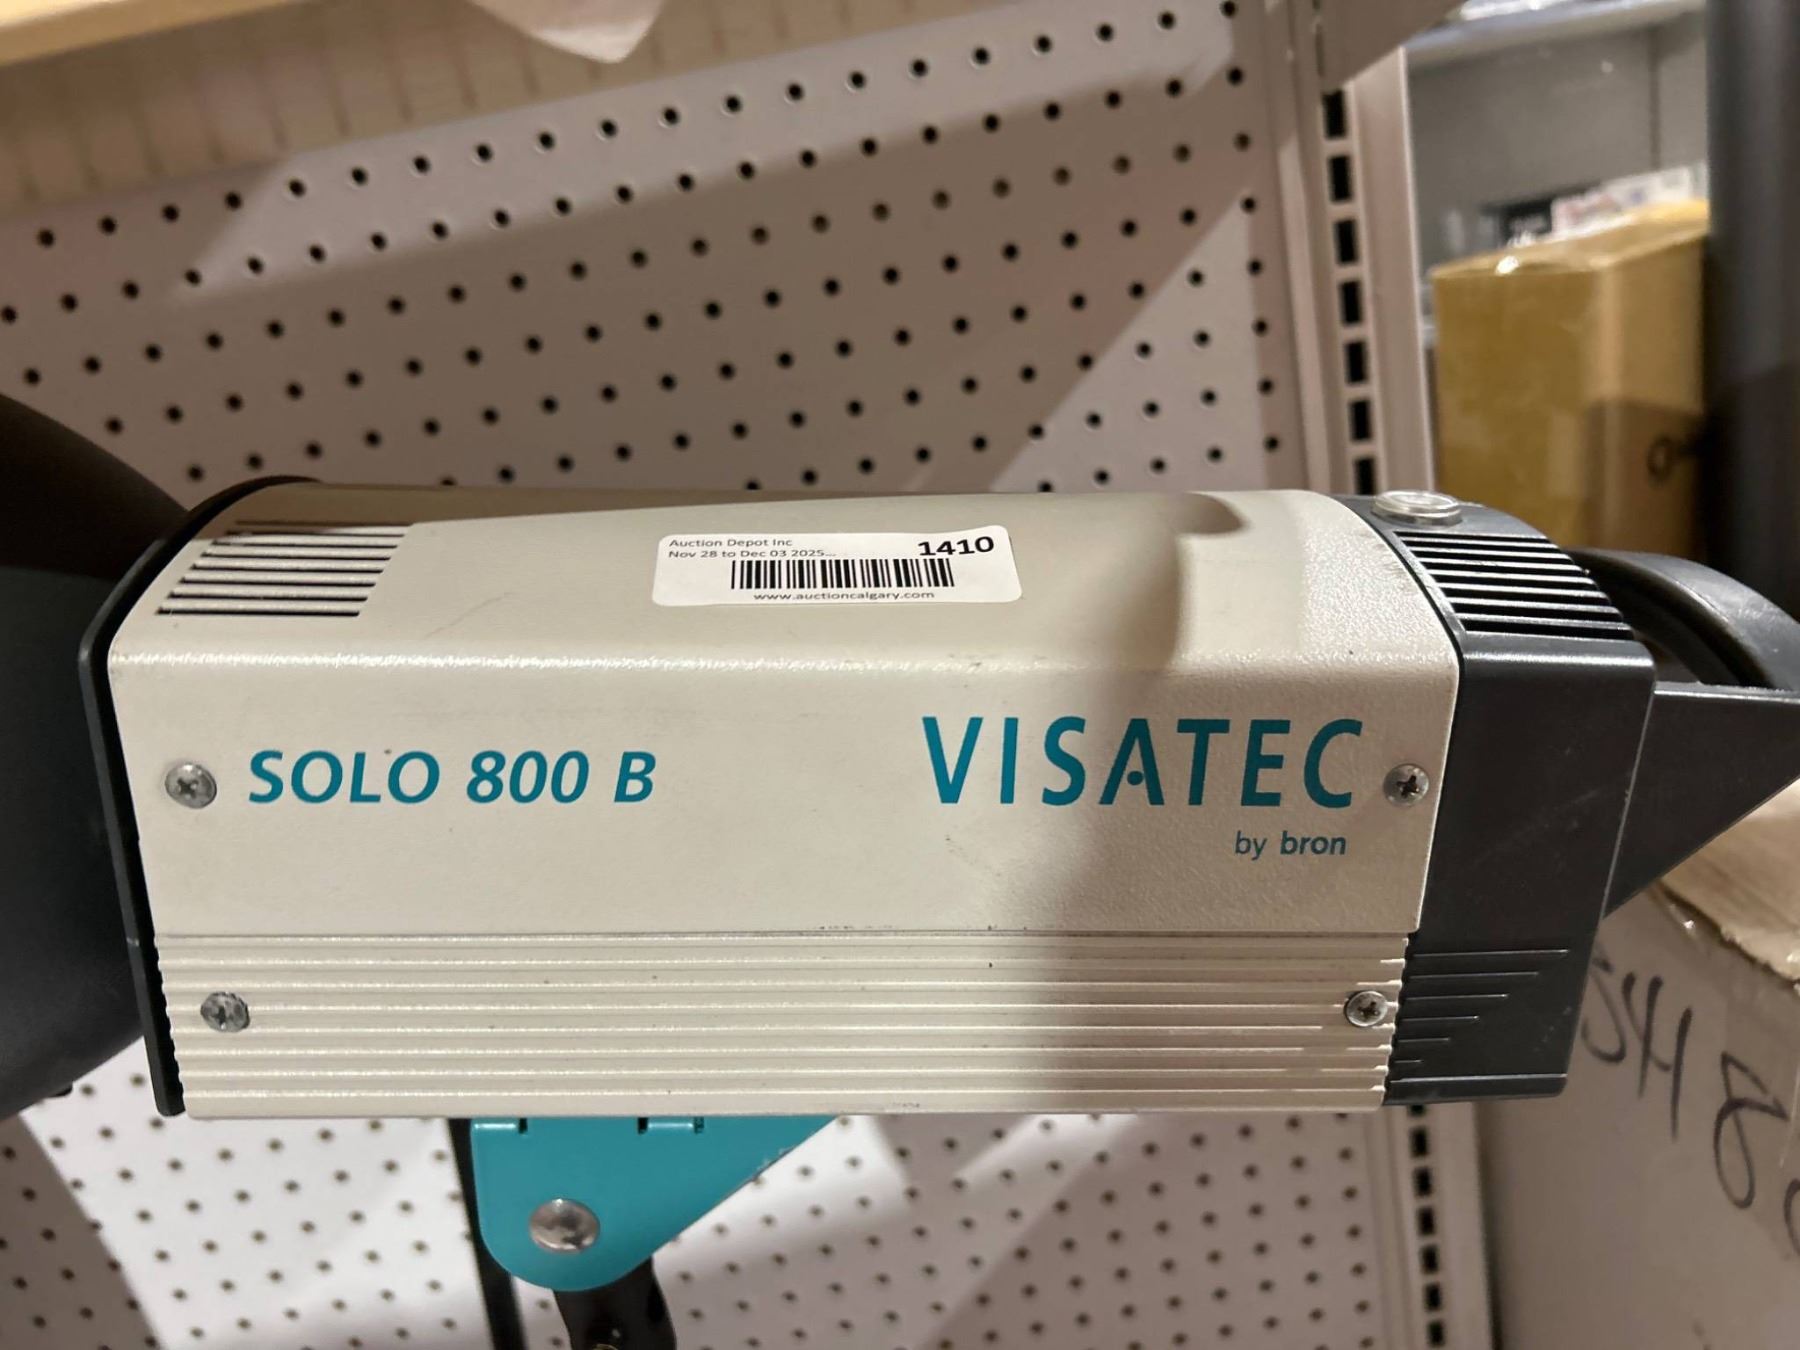 Auction Depot Inc
Nov 28 to Dec 03 2025...
1410
www.auctioncalgary.com
SOLO 800 B
VISATEC
by bron